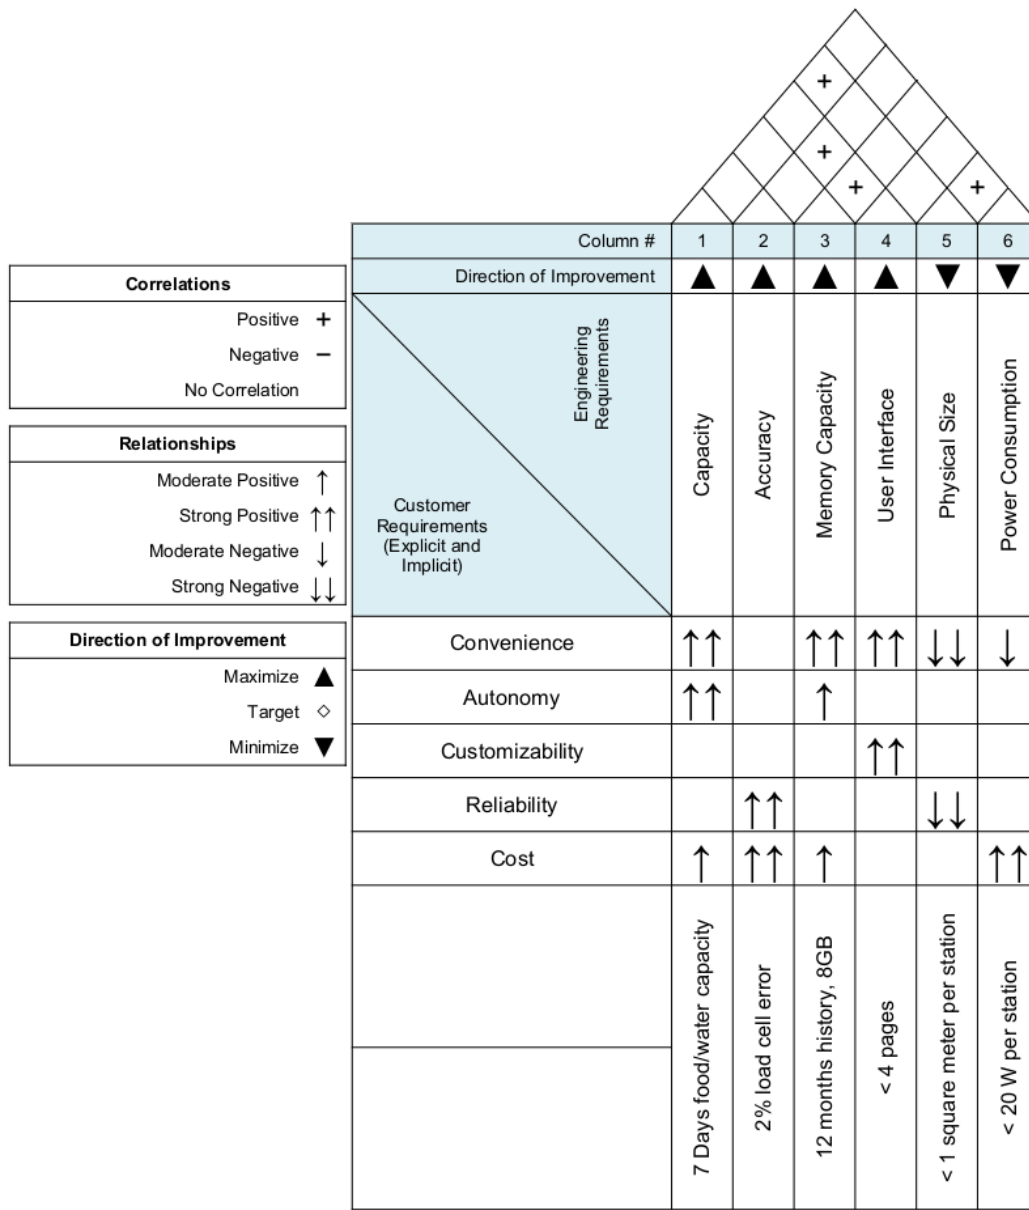 +
+
+
+
Column #
1
2
3
4
5
6
Direction of Improvement
▲
▲
▲
▲
▼
▼
Correlations
Positive +
Negative −
No Correlation
Relationships
Moderate Positive ↑
Strong Positive ↑↑
Moderate Negative ↓
Strong Negative ↓↓
Direction of Improvement
Maximize ▲
Target ◇
Minimize ▼
Engineering
Requirements
Customer
Requirements
(Explicit and
Implicit)
Capacity
Accuracy
Memory Capacity
User Interface
Physical Size
Power Consumption
Convenience
↑↑
↑↑
↑↑
↓↓
↓
Autonomy
↑↑
↑
Customizability
↑↑
Reliability
↑↑
↓↓
Cost
↑
↑↑
↑
↑↑
7 Days food/water capacity
2% load cell error
12 months history, 8GB
< 4 pages
< 1 square meter per station
< 20 W per station